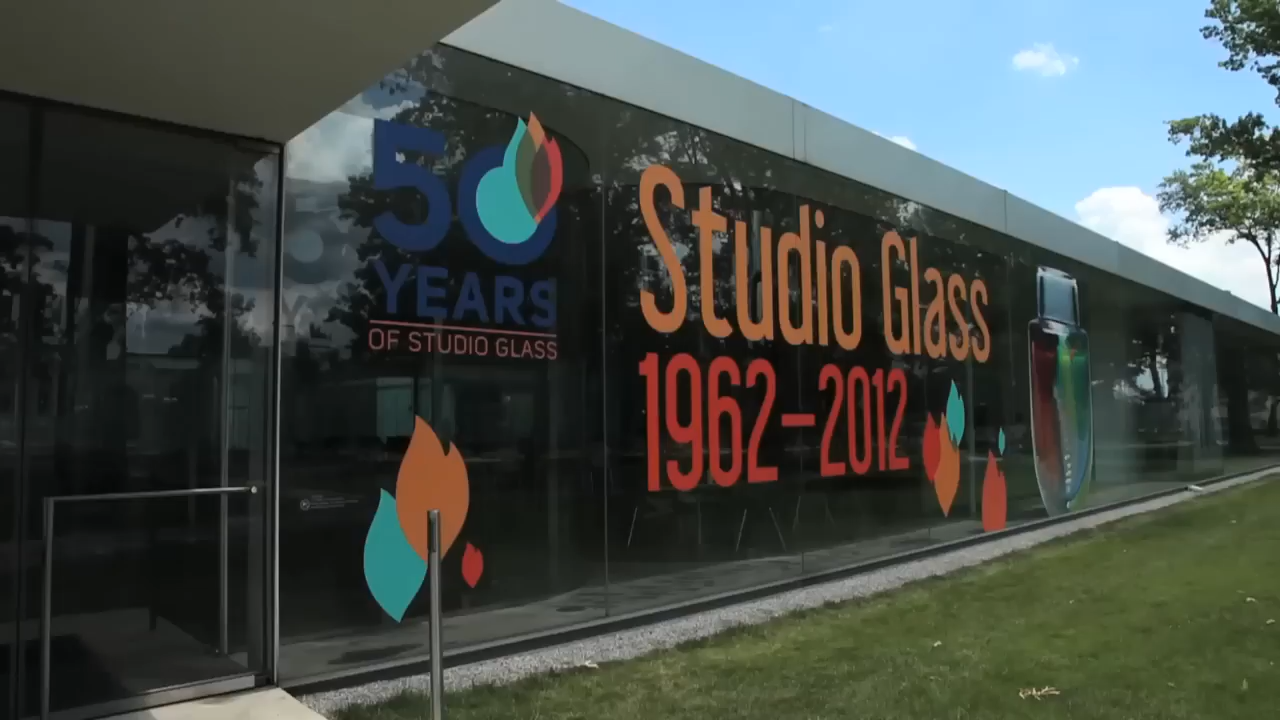 50
YEARS
OF STUDIO GLASS
Studio Glass
1962-2012